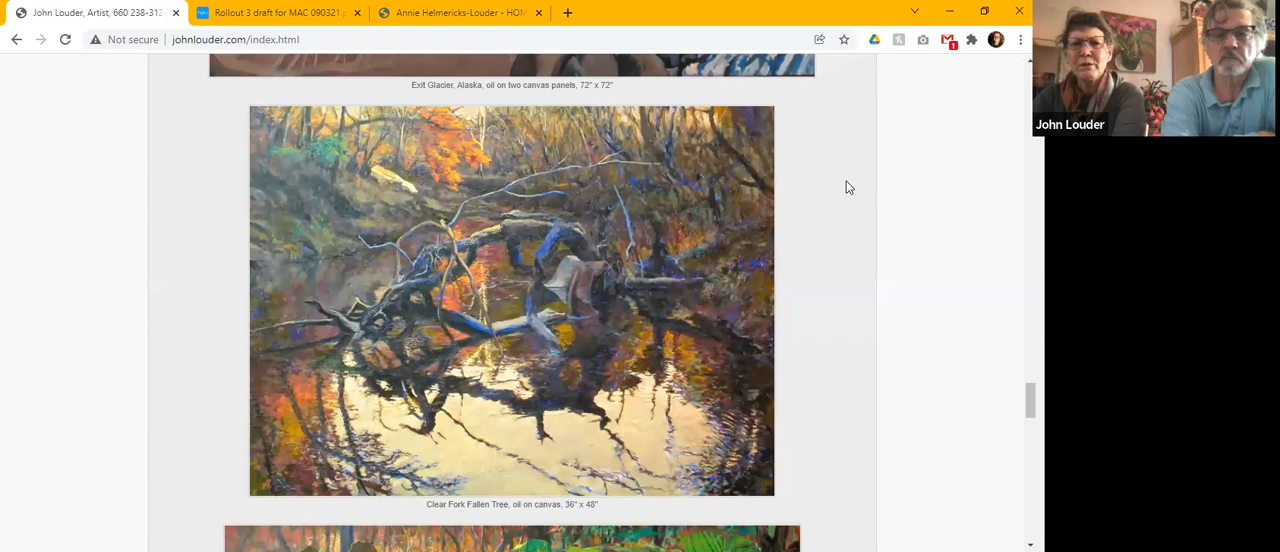 John Louder, Artist, 660 238-312
Rollout 3 draft for MAC 090321.p
Annie Helmericks-Louder - HOM
Not secure
johnlouder.com/index.html
1
John Louder
Exit Glacier, Alaska, oil on two canvas panels, 72" x 72"
Clear Fork Fallen Tree, oil on canvas, 36" x 48"